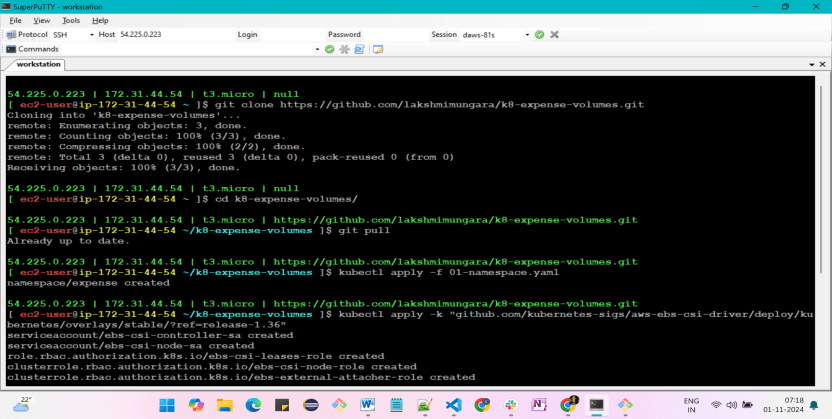 SuperPuTTY - workstation
File View Tools Help
Protocol SSH Host 54.225.0.223 Login Password Session daws-81s
Commands
workstation
54.225.0.223 | 172.31.44.54 | t3.micro | null
[ ec2-user@ip-172-31-44-54 ~ ]$ git clone https://github.com/lakshmimungara/k8-expense-volumes.git
Cloning into 'k8-expense-volumes'...
remote: Enumerating objects: 3, done.
remote: Counting objects: 100% (3/3), done.
remote: Compressing objects: 100% (2/2), done.
remote: Total 3 (delta 0), reused 3 (delta 0), pack-reused 0 (from 0)
Receiving objects: 100% (3/3), done.
54.225.0.223 | 172.31.44.54 | t3.micro | null
[ ec2-user@ip-172-31-44-54 ~ ]$ cd k8-expense-volumes/
54.225.0.223 | 172.31.44.54 | t3.micro | https://github.com/lakshmimungara/k8-expense-volumes.git
[ ec2-user@ip-172-31-44-54 ~/k8-expense-volumes ]$ git pull
Already up to date.
54.225.0.223 | 172.31.44.54 | t3.micro | https://github.com/lakshmimungara/k8-expense-volumes.git
[ ec2-user@ip-172-31-44-54 ~/k8-expense-volumes ]$ kubectl apply -f 01-namespace.yaml
namespace/expense created
54.225.0.223 | 172.31.44.54 | t3.micro | https://github.com/lakshmimungara/k8-expense-volumes.git
[ ec2-user@ip-172-31-44-54 ~/k8-expense-volumes ]$ kubectl apply -k "github.com/kubernetes-sigs/aws-ebs-csi-driver/deploy/ku
bernetes/overlays/stable/?ref=release-1.36"
serviceaccount/ebs-csi-controller-sa created
serviceaccount/ebs-csi-node-sa created
role.rbac.authorization.k8s.io/ebs-csi-leases-role created
clusterrole.rbac.authorization.k8s.io/ebs-csi-node-role created
clusterrole.rbac.authorization.k8s.io/ebs-external-attacher-role created
22°
ENG
IN
07:18
01-11-2024